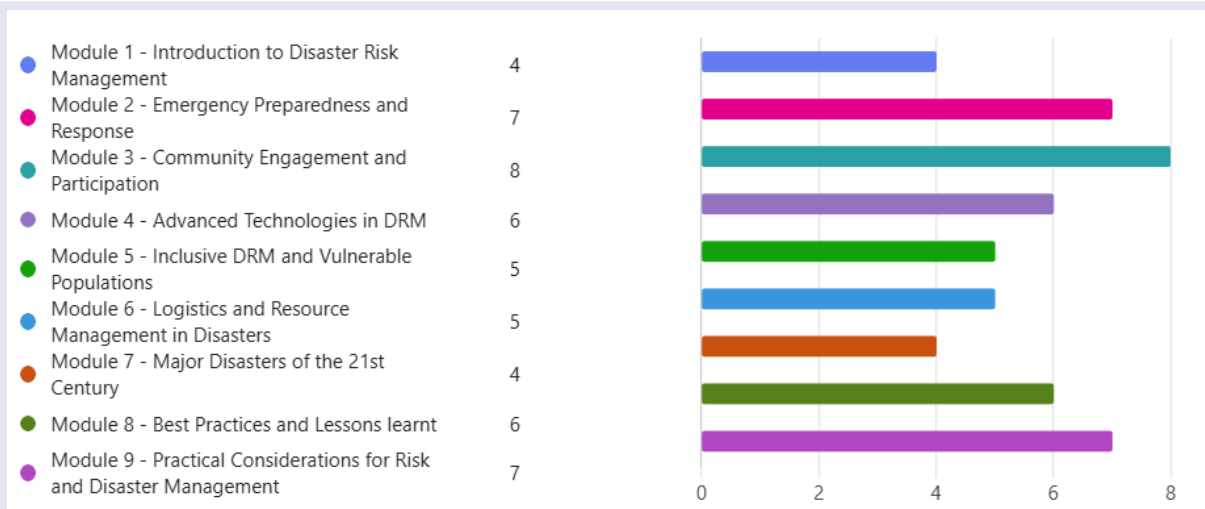 Module 1 - Introduction to Disaster Risk
Management
4
Module 2 - Emergency Preparedness and
Response
7
Module 3 - Community Engagement and
Participation
8
Module 4 - Advanced Technologies in DRM
6
Module 5 - Inclusive DRM and Vulnerable
Populations
5
Module 6 - Logistics and Resource
Management in Disasters
5
Module 7 - Major Disasters of the 21st
Century
4
Module 8 - Best Practices and Lessons learnt
6
Module 9 - Practical Considerations for Risk
and Disaster Management
7
0 2 4 6 8